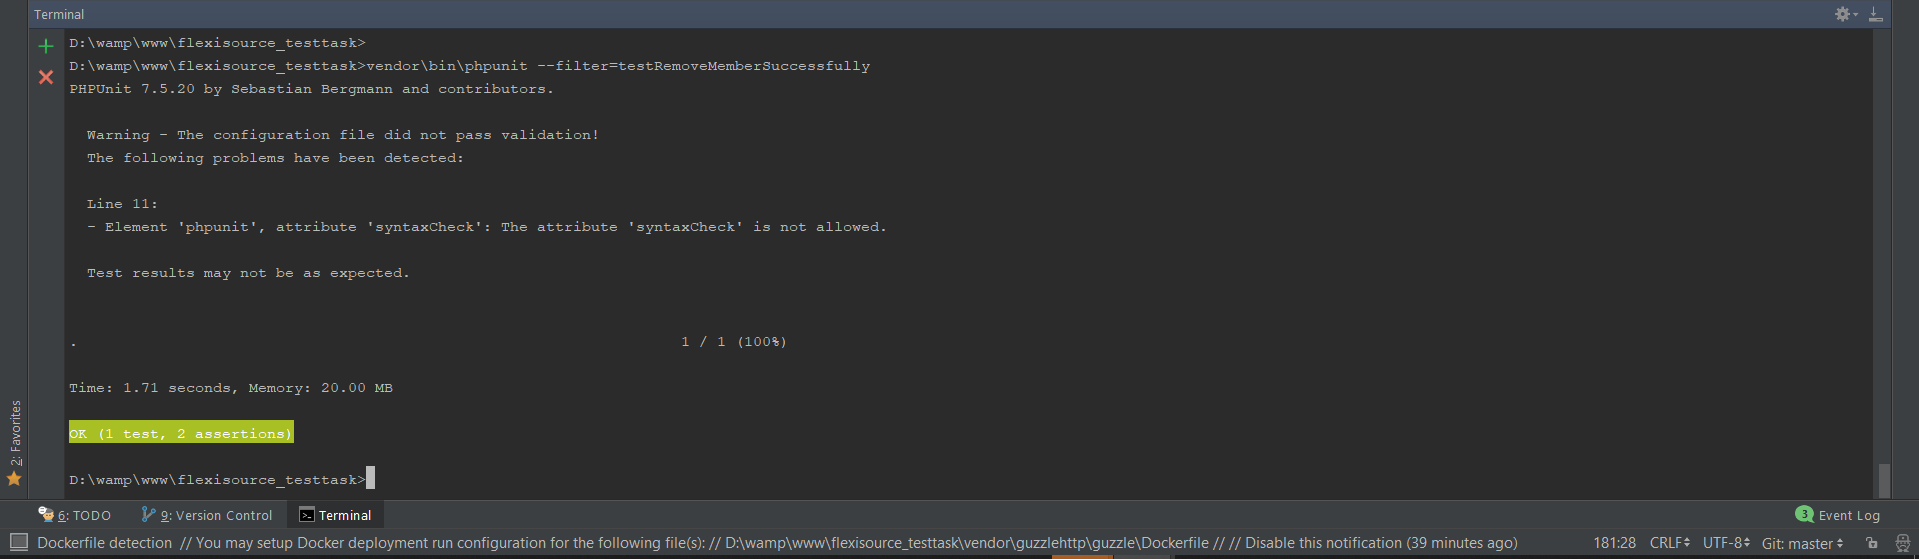 Terminal
D:\wamp\www\flexisource_testtask>
D:\wamp\www\flexisource_testtask>vendor\bin\phpunit --filter=testRemoveMemberSuccessfully
PHPUnit 7.5.20 by Sebastian Bergmann and contributors.
Warning - The configuration file did not pass validation!
The following problems have been detected:
Line 11:
- Element 'phpunit', attribute 'syntaxCheck': The attribute 'syntaxCheck' is not allowed.
Test results may not be as expected.
. 1 / 1 (100%)
Time: 1.71 seconds, Memory: 20.00 MB
OK (1 test, 2 assertions)
D:\wamp\www\flexisource_testtask>
2: Favorites
6: TODO 9: Version Control Terminal 3 Event Log
Dockerfile detection // You may setup Docker deployment run configuration for the following file(s): // D:\wamp\www\flexisource_testtask\vendor\guzzlehttp\guzzle\Dockerfile // // Disable this notification (39 minutes ago) 181:28 CRLF UTF-8 Git: master